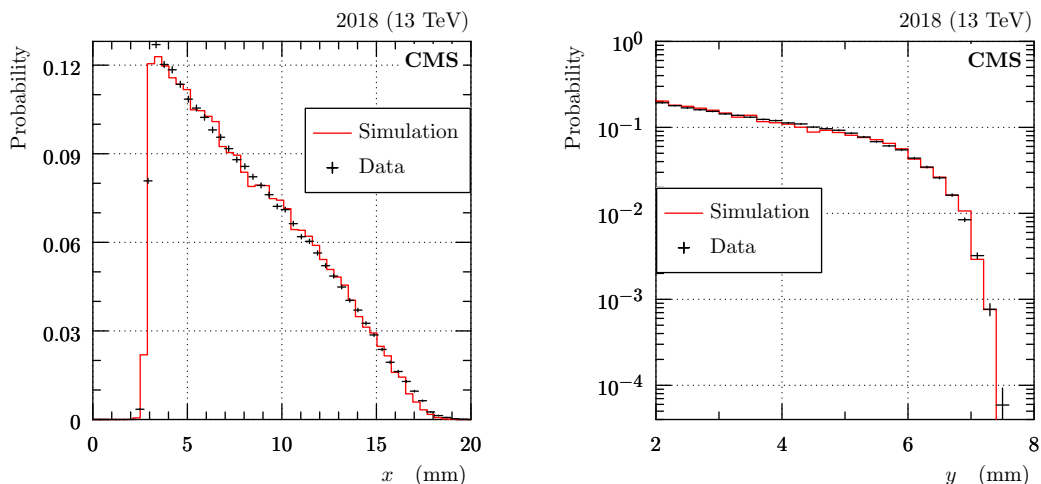 2018 (13 TeV)
CMS
Probability
0.12
0.09
0.06
0.03
0
Simulation
Data
0
5
10
15
20
x (mm)
2018 (13 TeV)
CMS
Probability
10^0
10^−1
10^−2
10^−3
10^−4
Simulation
Data
2
4
6
8
y (mm)